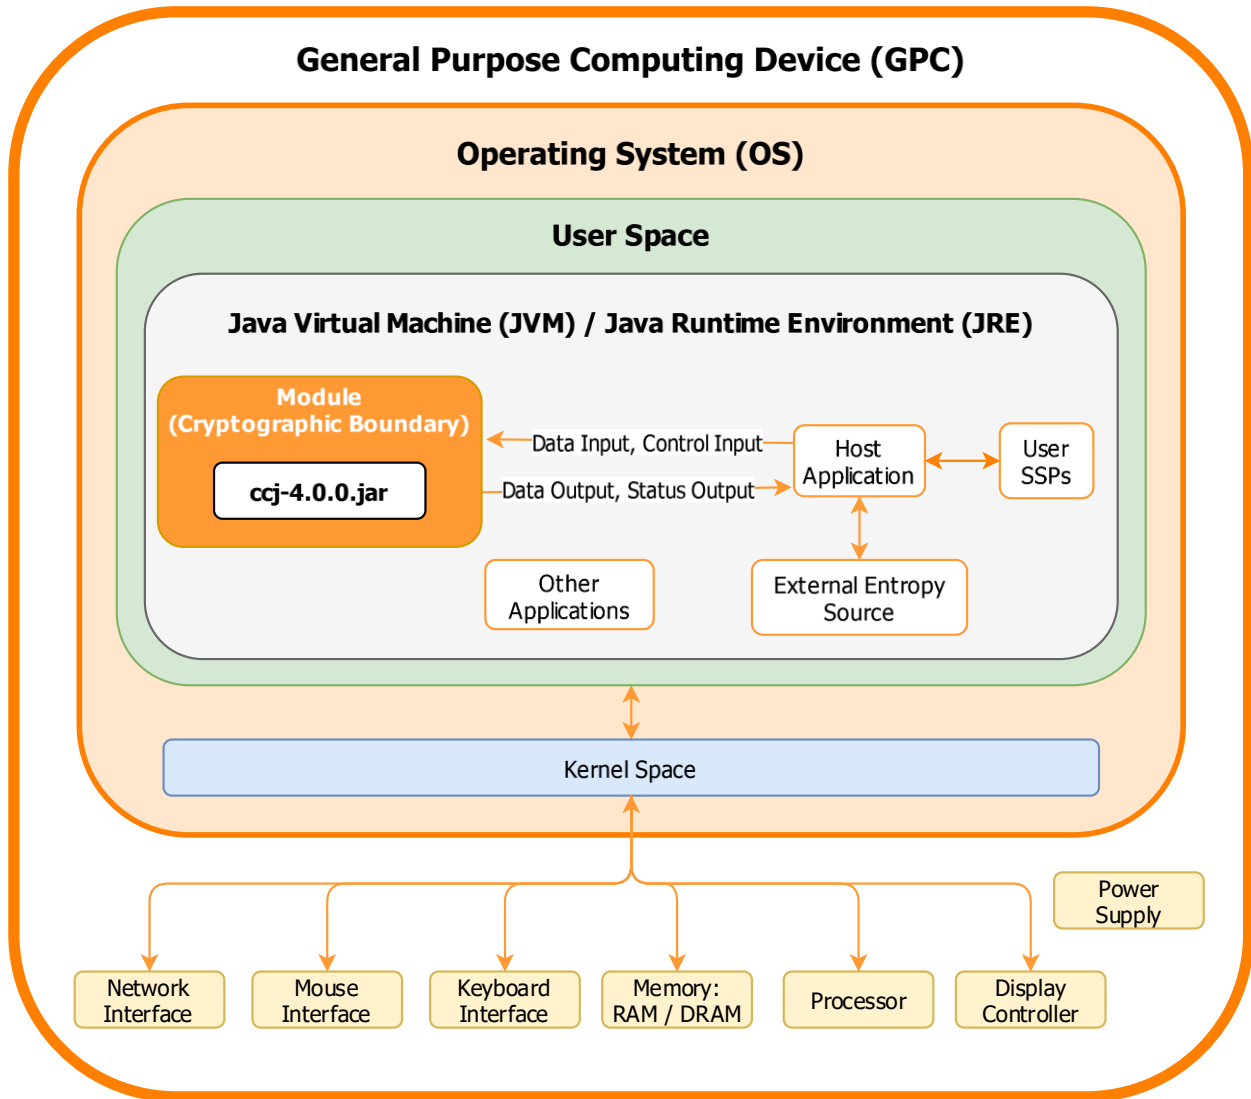 General Purpose Computing Device (GPC)
Operating System (OS)
User Space
Java Virtual Machine (JVM) / Java Runtime Environment (JRE)
Module
(Cryptographic Boundary)
ccj-4.0.0.jar
Data Input, Control Input
Data Output, Status Output
Host
Application
User
SSPs
Other
Applications
External Entropy
Source
Kernel Space
Power
Supply
Network
Interface
Mouse
Interface
Keyboard
Interface
Memory:
RAM / DRAM
Processor
Display
Controller